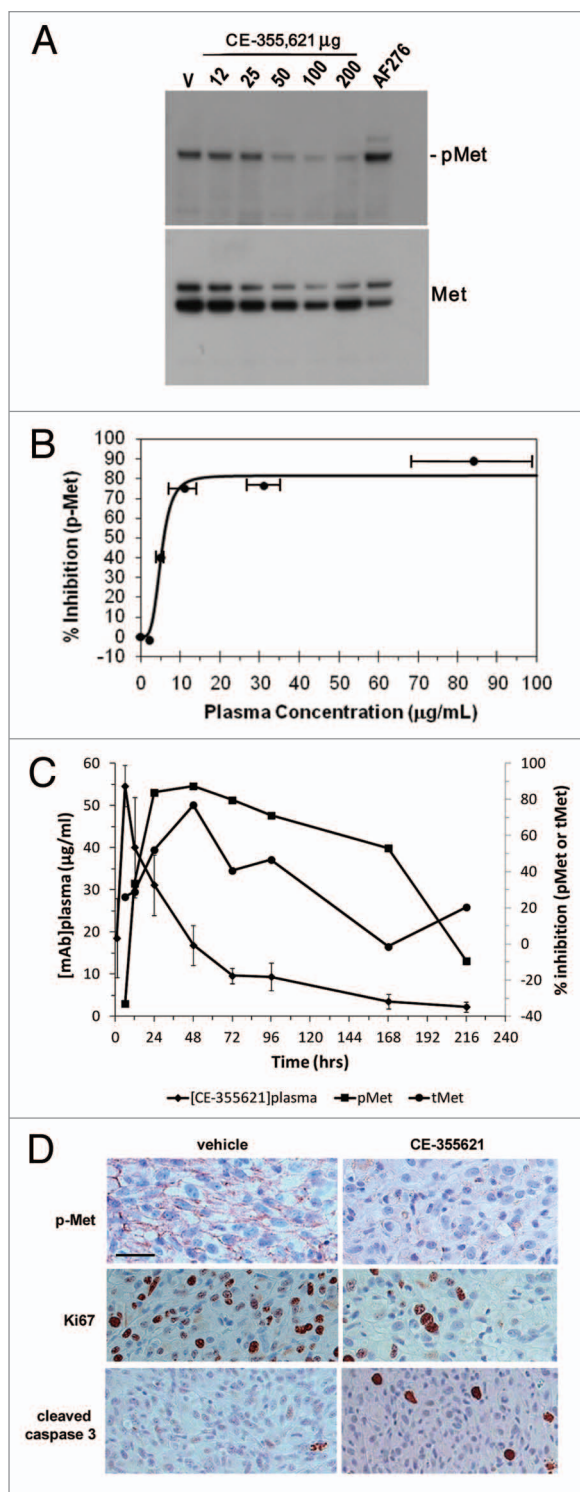 A
CE-355,621 µg
V 12 25 50 100 200 AF276
- pMet
Met
B
% Inhibition (p-Met)
90
80
70
60
50
40
30
20
10
0
-10
0 10 20 30 40 50 60 70 80 90 100
Plasma Concentration (µg/mL)
C
[mAb]plasma (µg/ml)
60
50
40
30
20
10
0
% inhibition (pMet or tMet)
100
80
60
40
20
0
-20
-40
0 24 48 72 96 120 144 168 192 216 240
Time (hrs)
[CE-355621]plasma pMet tMet
D
vehicle CE-355621
p-Met
Ki67
cleaved
caspase 3